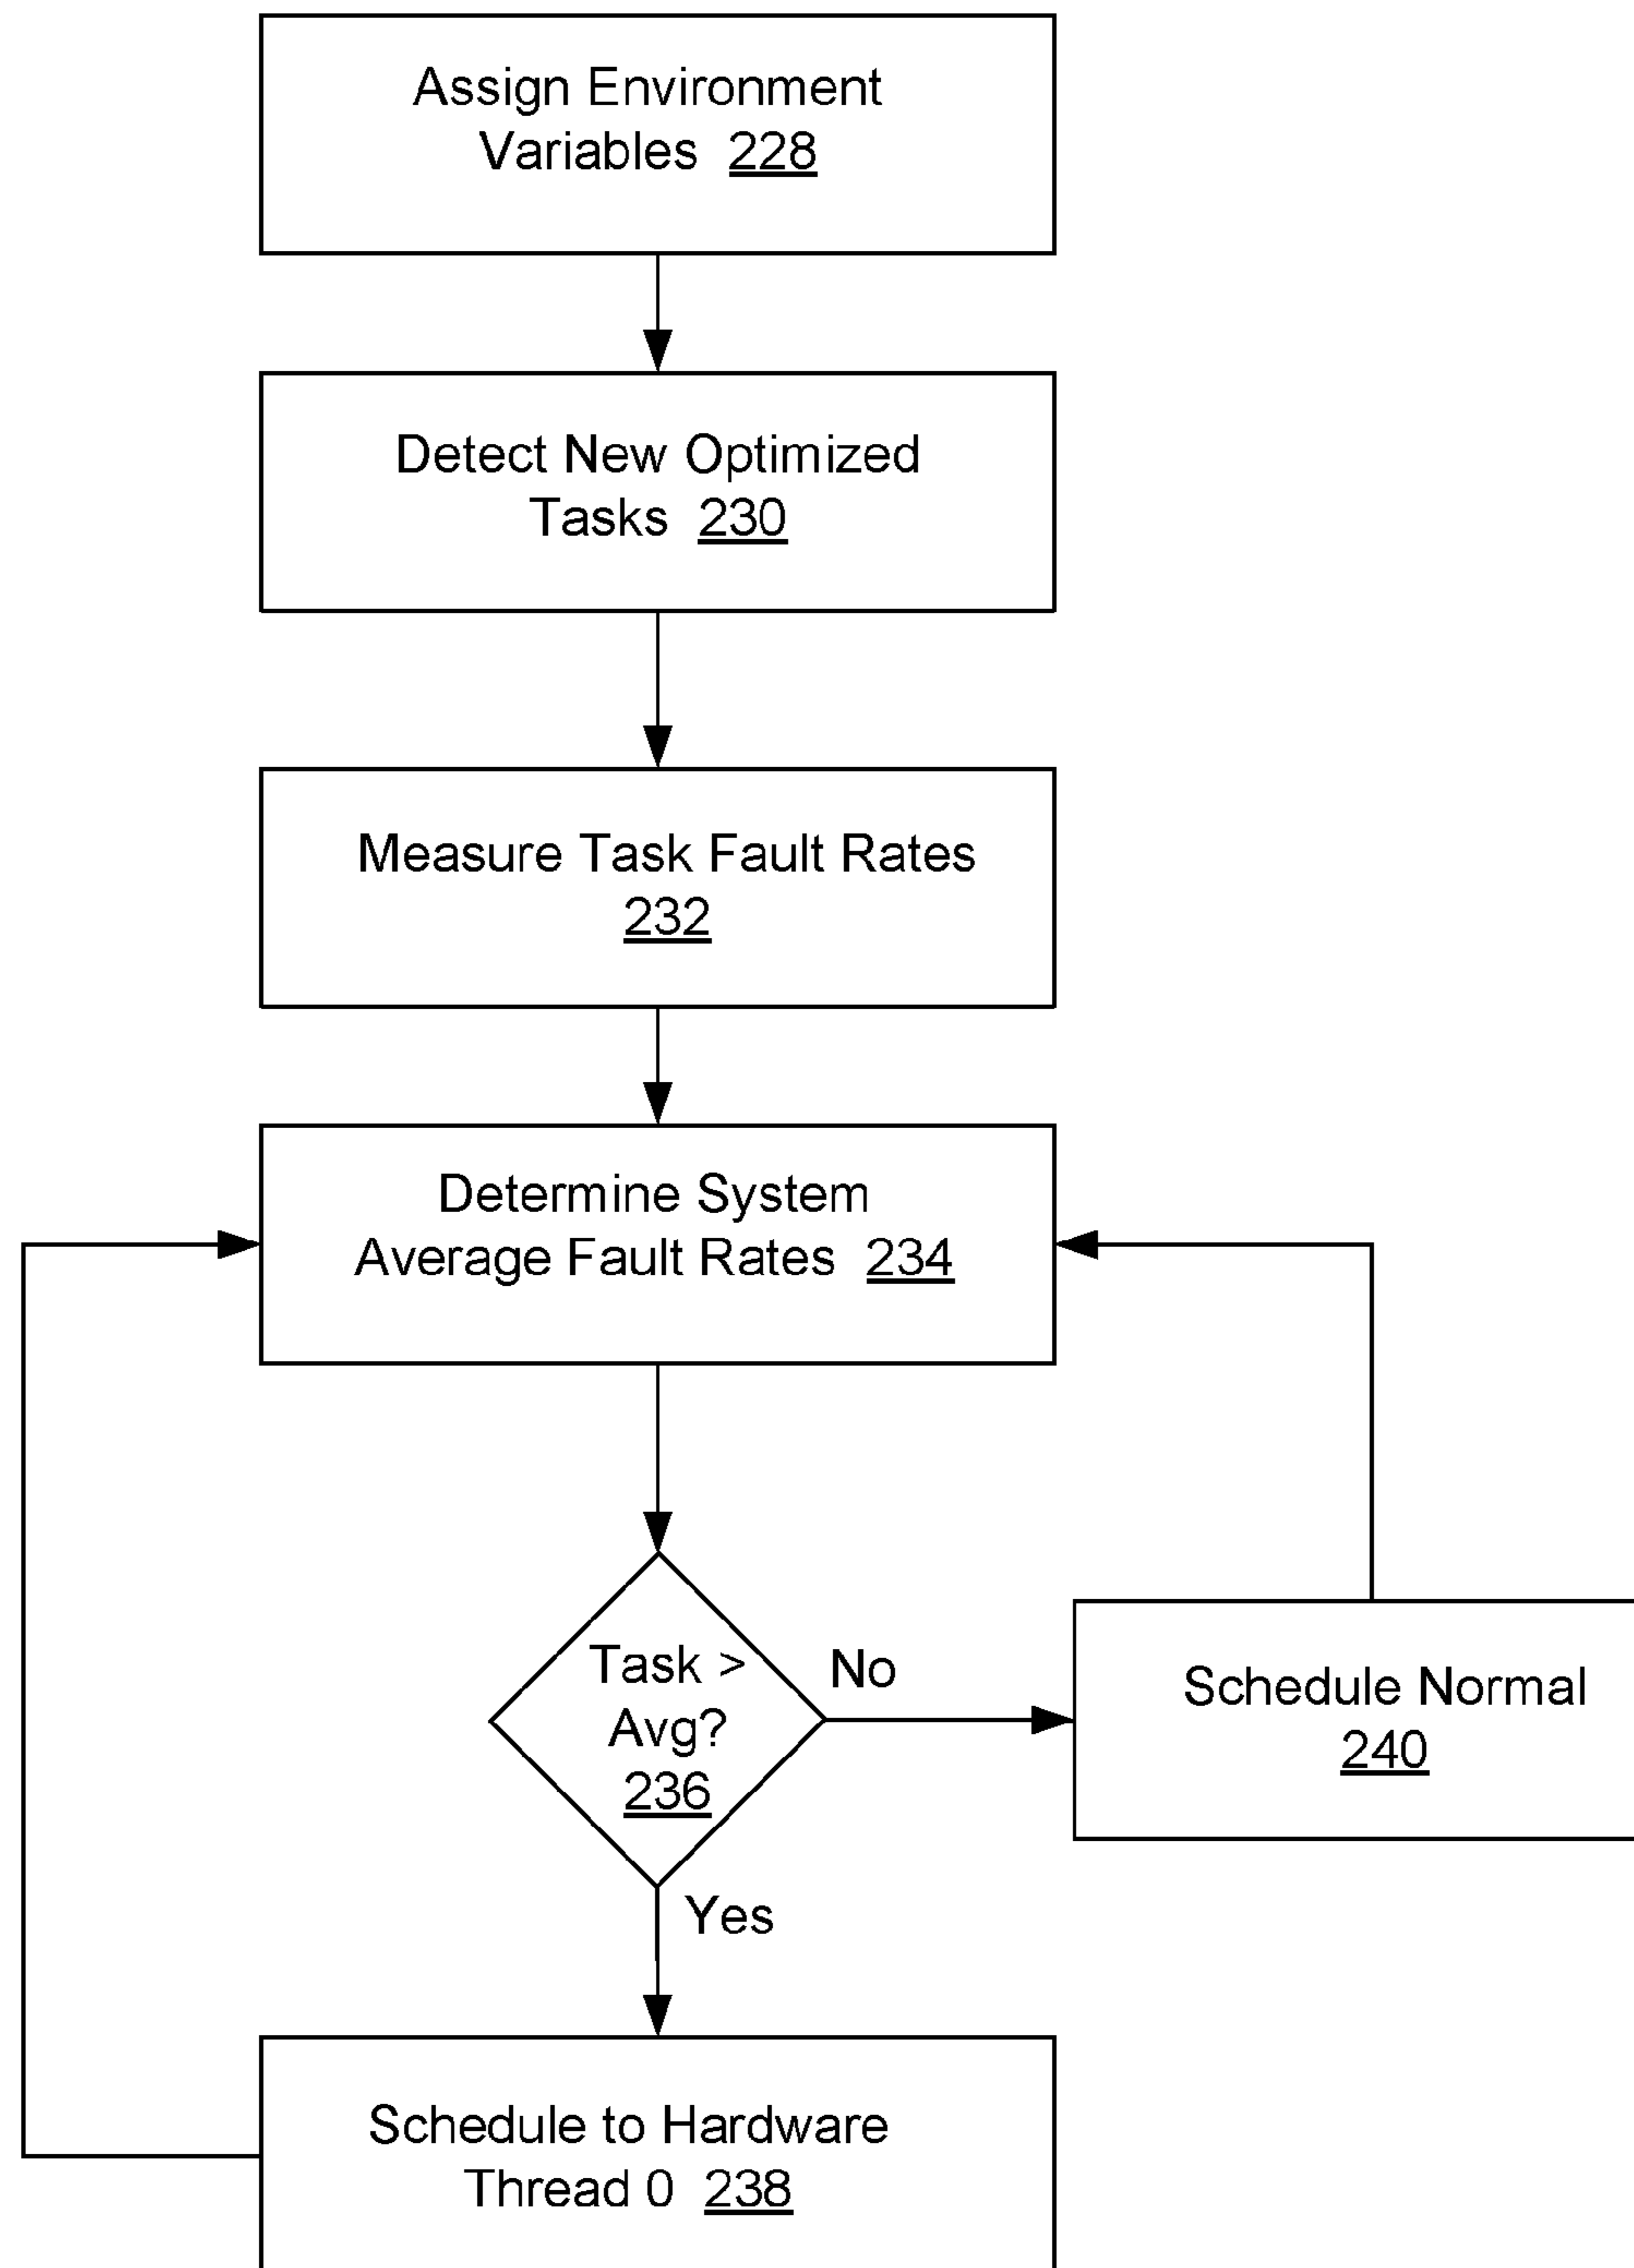 Assign Environment
Variables 228
Detect New Optimized
Tasks 230
Measure Task Fault Rates
232
Determine System
Average Fault Rates 234
Task >
Avg?
236
No
Schedule Normal
240
Yes
Schedule to Hardware
Thread 0 238